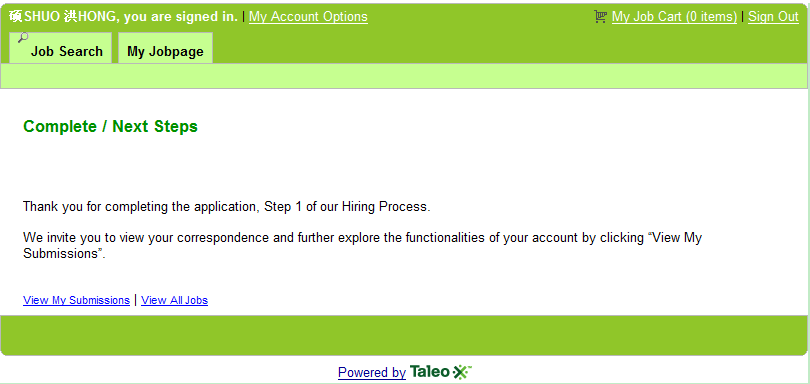 硕SHUO 洪HONG, you are signed in. | My Account Options My Job Cart (0 items) | Sign Out
Job Search My Jobpage
Complete / Next Steps
Thank you for completing the application, Step 1 of our Hiring Process.
We invite you to view your correspondence and further explore the functionalities of your account by clicking “View My
Submissions”.
View My Submissions | View All Jobs
Powered by Taleo